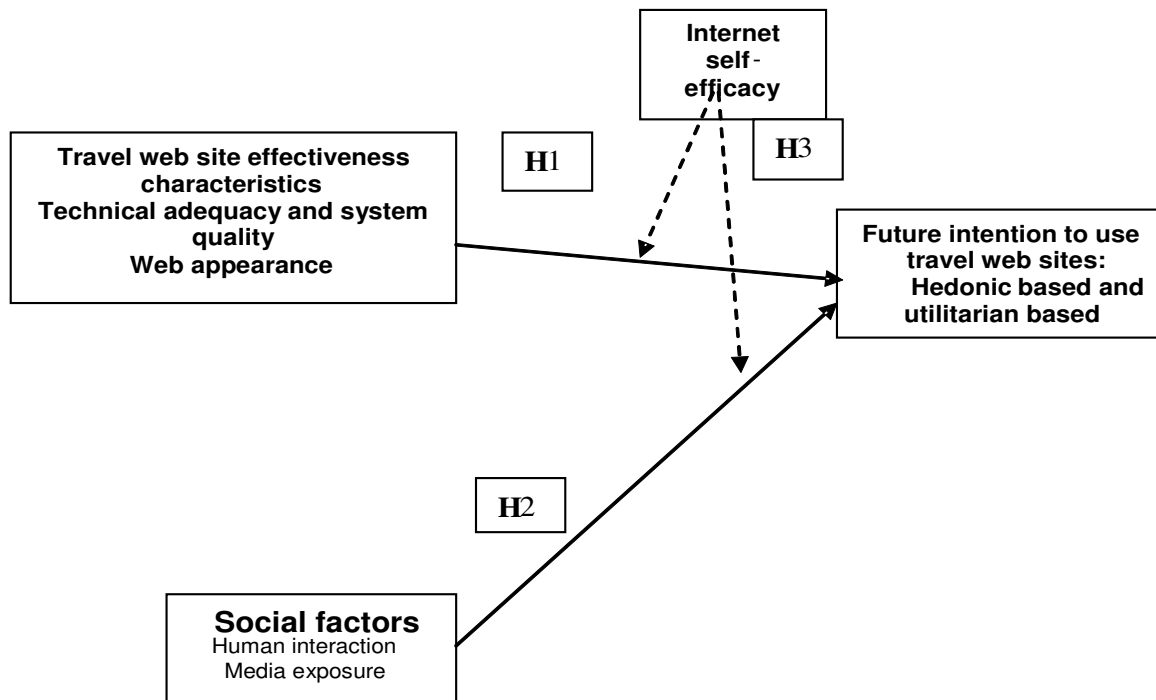 Internet
self-
efficacy
H1
H3
Travel web site effectiveness
characteristics
Technical adequacy and system
quality
Web appearance
Future intention to use
travel web sites:
Hedonic based and
utilitarian based
H2
Social factors
Human interaction
Media exposure